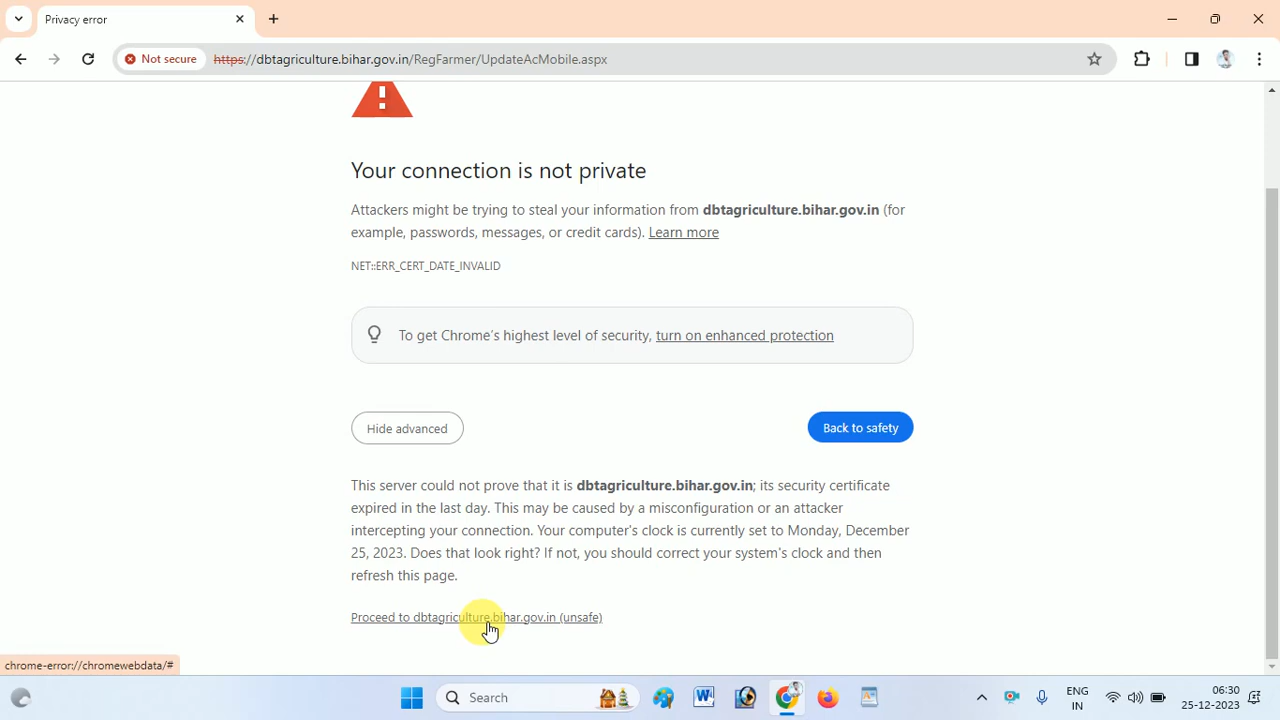 Privacy error
Not secure
https://dbtagriculture.bihar.gov.in/RegFarmer/UpdateAcMobile.aspx
Your connection is not private
Attackers might be trying to steal your information from dbtagriculture.bihar.gov.in (for
example, passwords, messages, or credit cards). Learn more
NET::ERR_CERT_DATE_INVALID
To get Chrome's highest level of security, turn on enhanced protection
Hide advanced
Back to safety
This server could not prove that it is dbtagriculture.bihar.gov.in; its security certificate
expired in the last day. This may be caused by a misconfiguration or an attacker
intercepting your connection. Your computer's clock is currently set to Monday, December
25, 2023. Does that look right? If not, you should correct your system's clock and then
refresh this page.
Proceed to dbtagriculture.bihar.gov.in (unsafe)
chrome-error://chromewebdata/#
Search
ENG
IN
06:30
25-12-2023